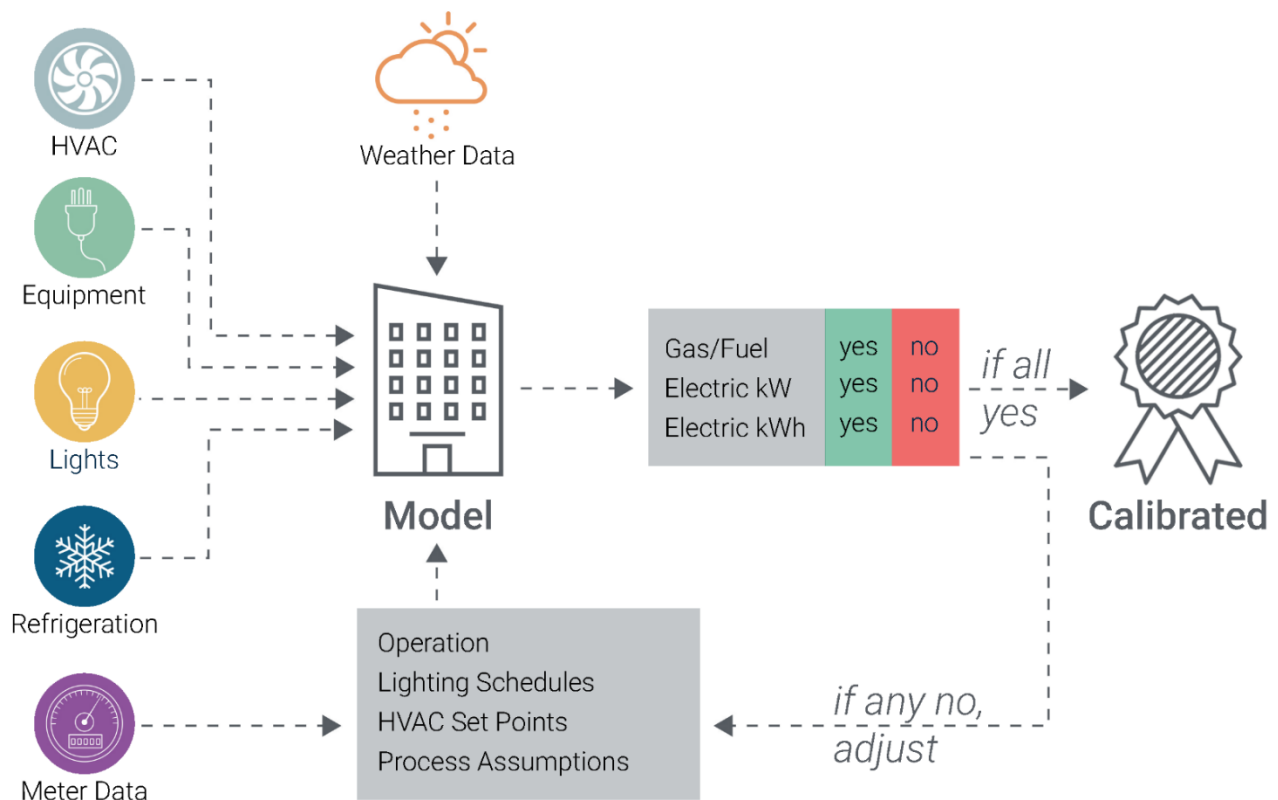 HVAC
Equipment
Lights
Refrigeration
00000
Meter Data
Weather Data
Model
Operation
Lighting Schedules
HVAC Set Points
Process Assumptions
Gas/Fuel yes no
Electric kW yes no
Electric kWh yes no
if all
yes
Calibrated
if any no,
adjust